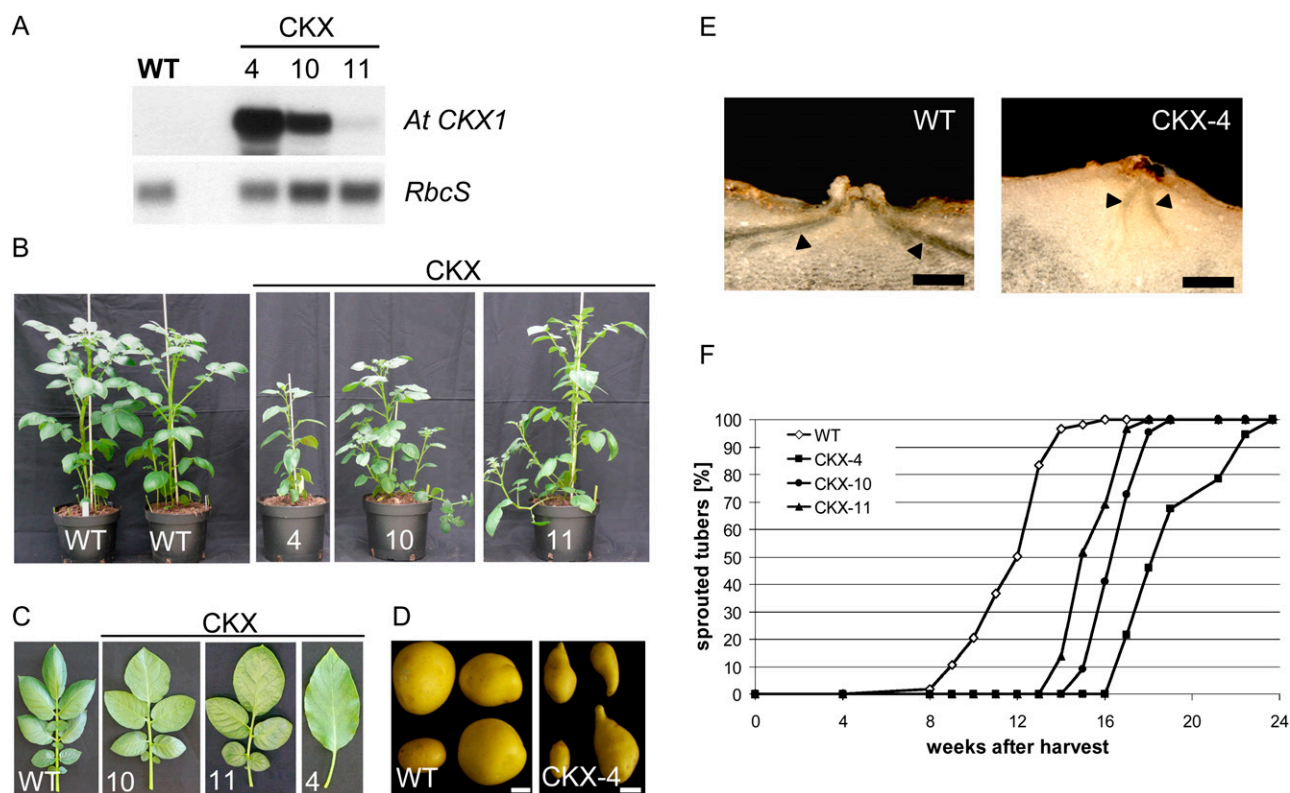 A
CKX
WT 4 10 11
At CKX1
RbcS
B
CKX
WT WT 4 10 11
C
CKX
WT 10 11 4
D
WT CKX-4
E
WT CKX-4
F
100
90
80
70
60
50
40
30
20
10
0
sprouted tubers [%]
WT
CKX-4
CKX-10
CKX-11
0 4 8 12 16 20 24
weeks after harvest